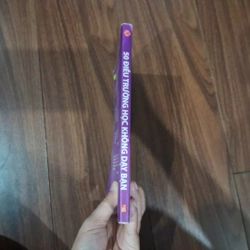 50 ĐIỀU TRƯỜNG HỌC KHÔNG DẠY BẠN